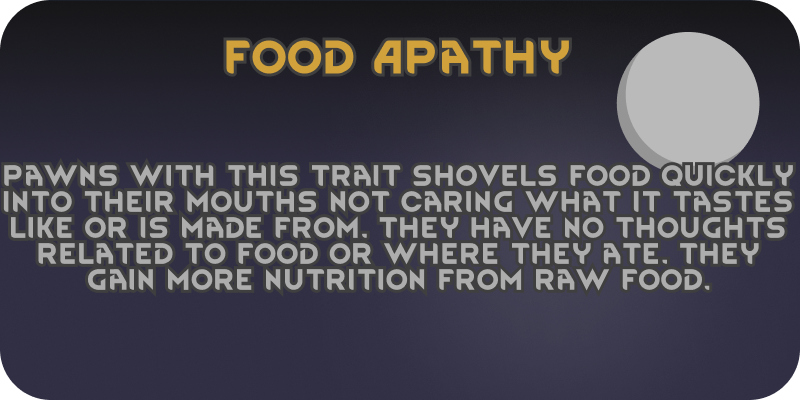 FOOD APATHY
PAWNS WITH THIS TRAIT SHOVELS FOOD QUICKLY
INTO THEIR MOUTHS NOT CARING WHAT IT TASTES
LIKE OR IS MADE FROM. THEY HAVE NO THOUGHTS
RELATED TO FOOD OR WHERE THEY ATE. THEY
GAIN MORE NUTRITION FROM RAW FOOD.